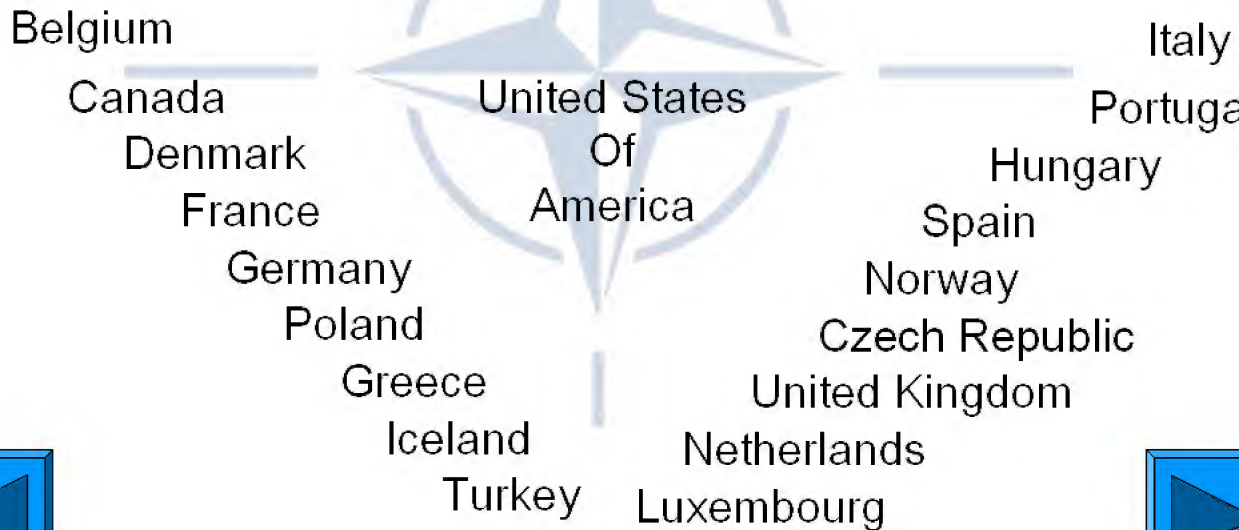 Belgium
Canada
Denmark
France
Germany
Poland
Greece
Iceland
Turkey
United States
Of
America
Italy
Portuga
Hungary
Spain
Norway
Czech Republic
United Kingdom
Netherlands
Luxembourg